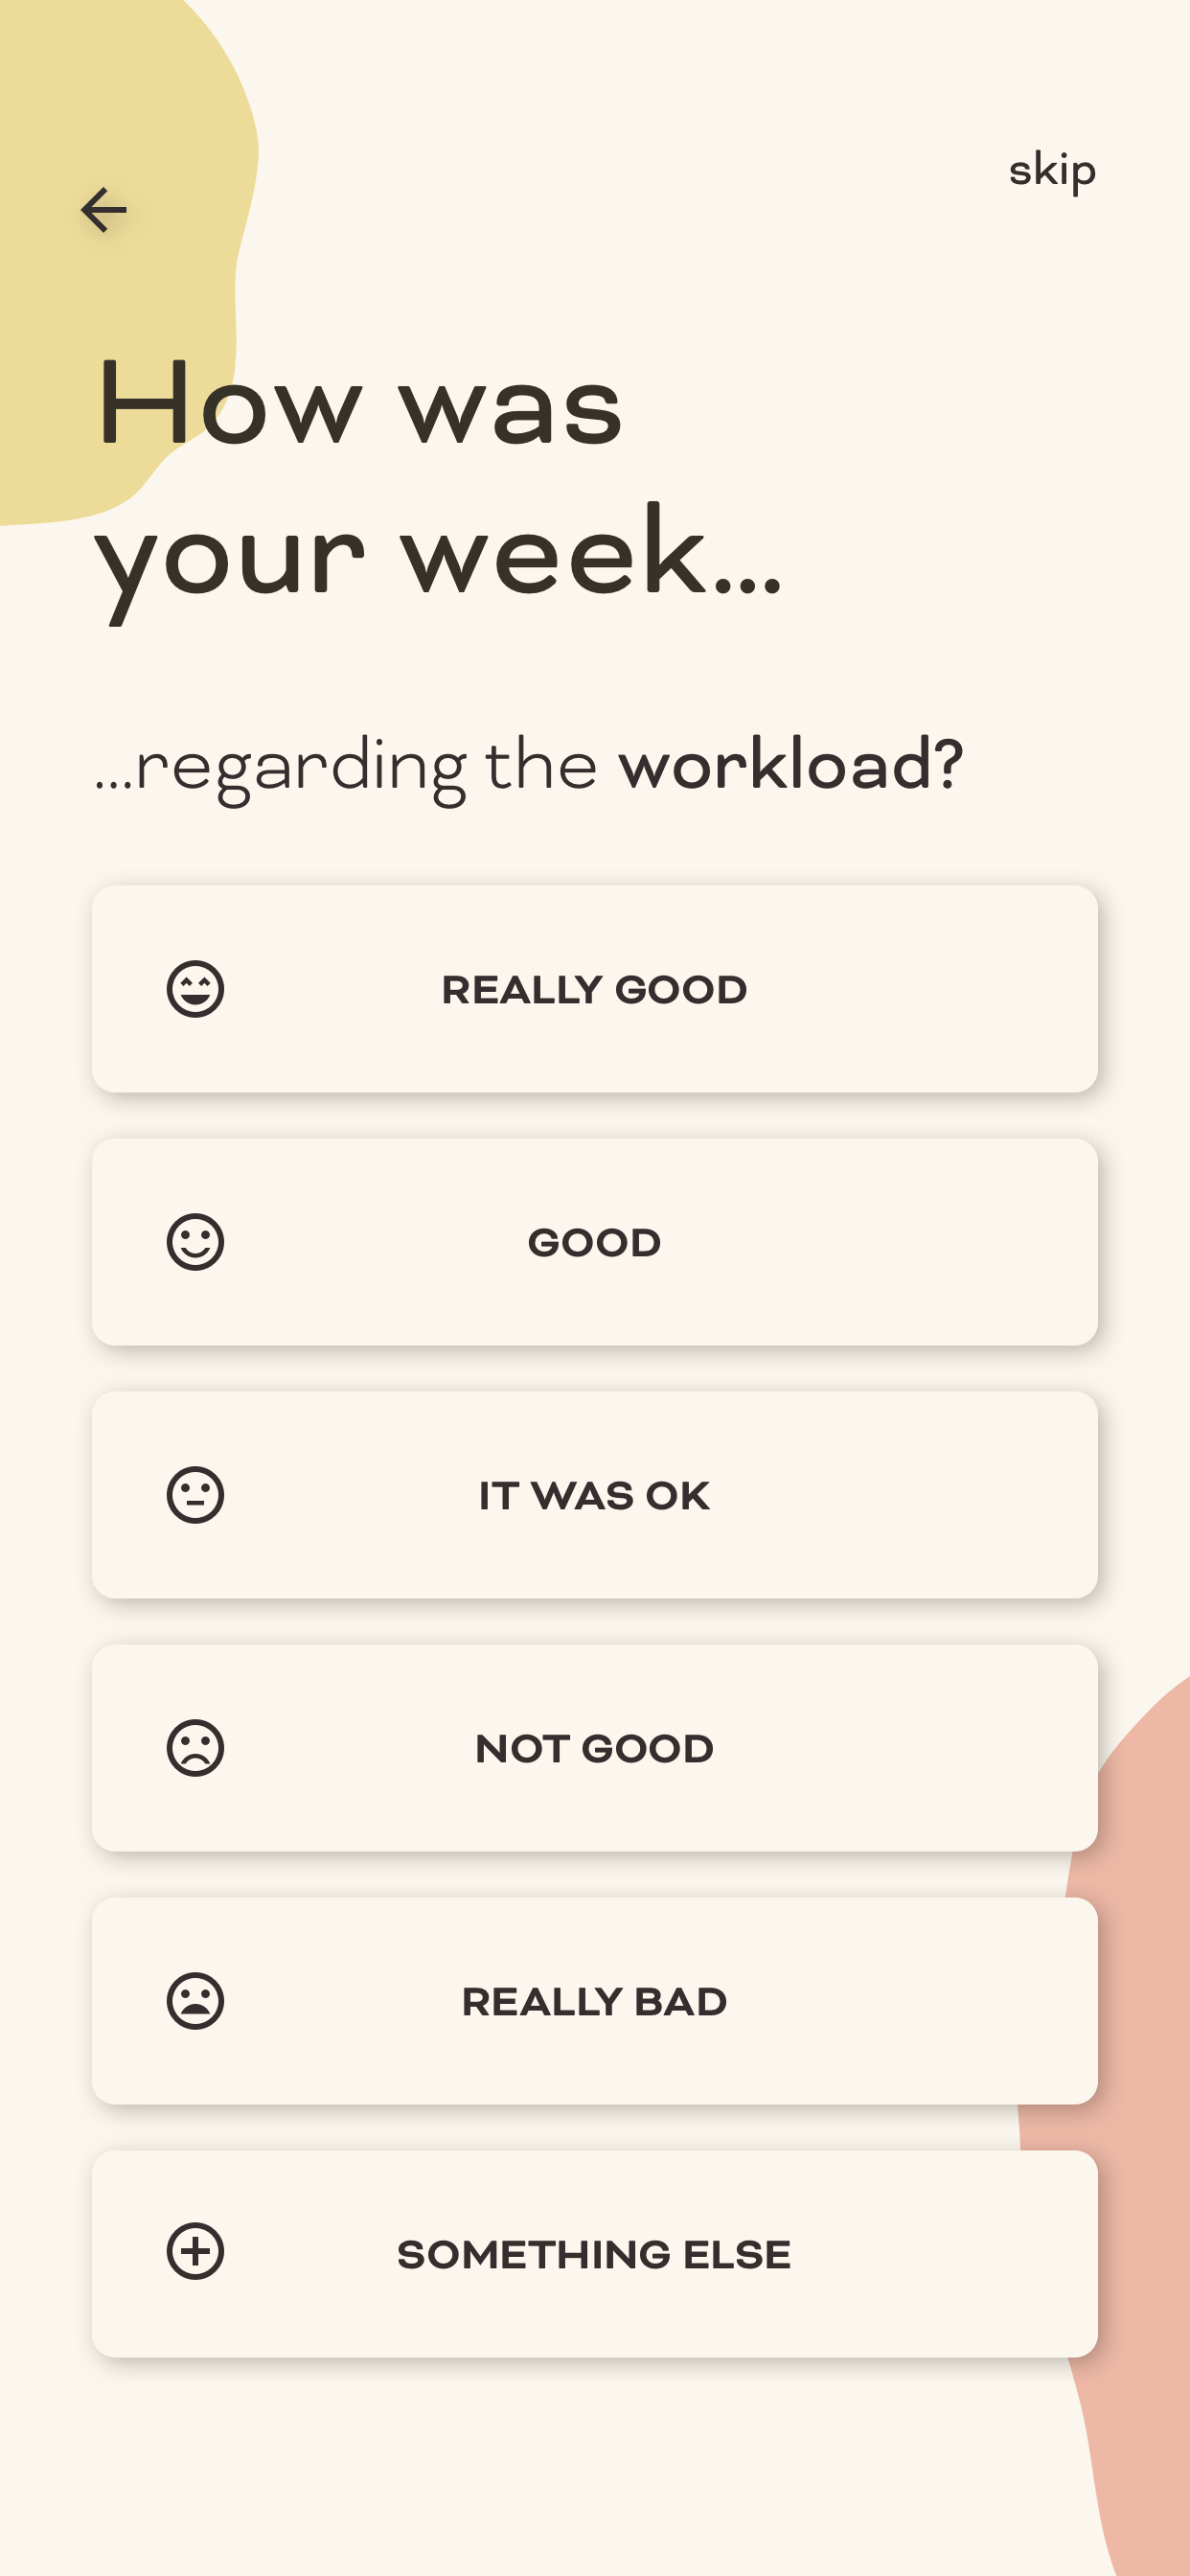 skip
How was
your week...
...regarding the workload?
REALLY GOOD
GOOD
IT WAS OK
NOT GOOD
REALLY BAD
SOMETHING ELSE